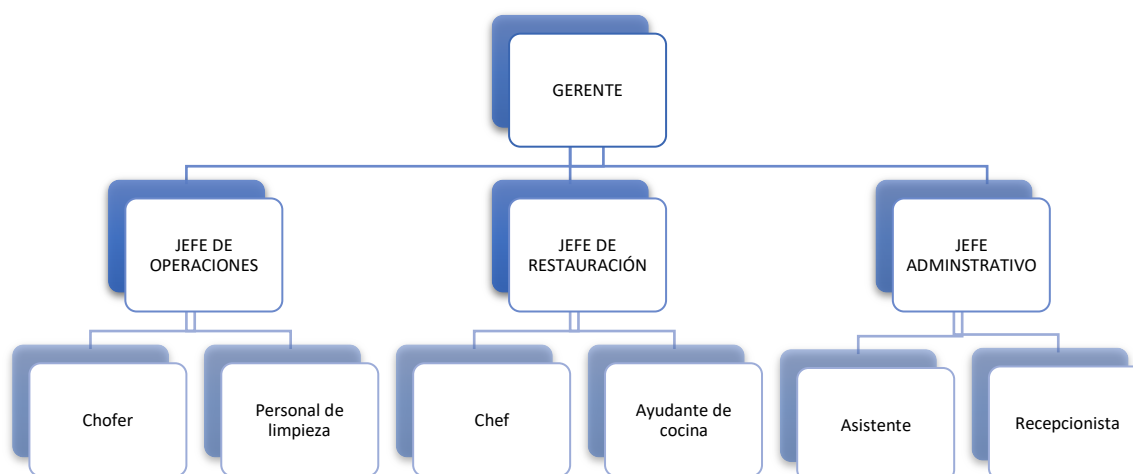 GERENTE
JEFE DE
OPERACIONES
JEFE DE
RESTAURACIÓN
JEFE
ADMINSTRATIVO
Chofer
Personal de
limpieza
Chef
Ayudante de
cocina
Asistente
Recepcionista